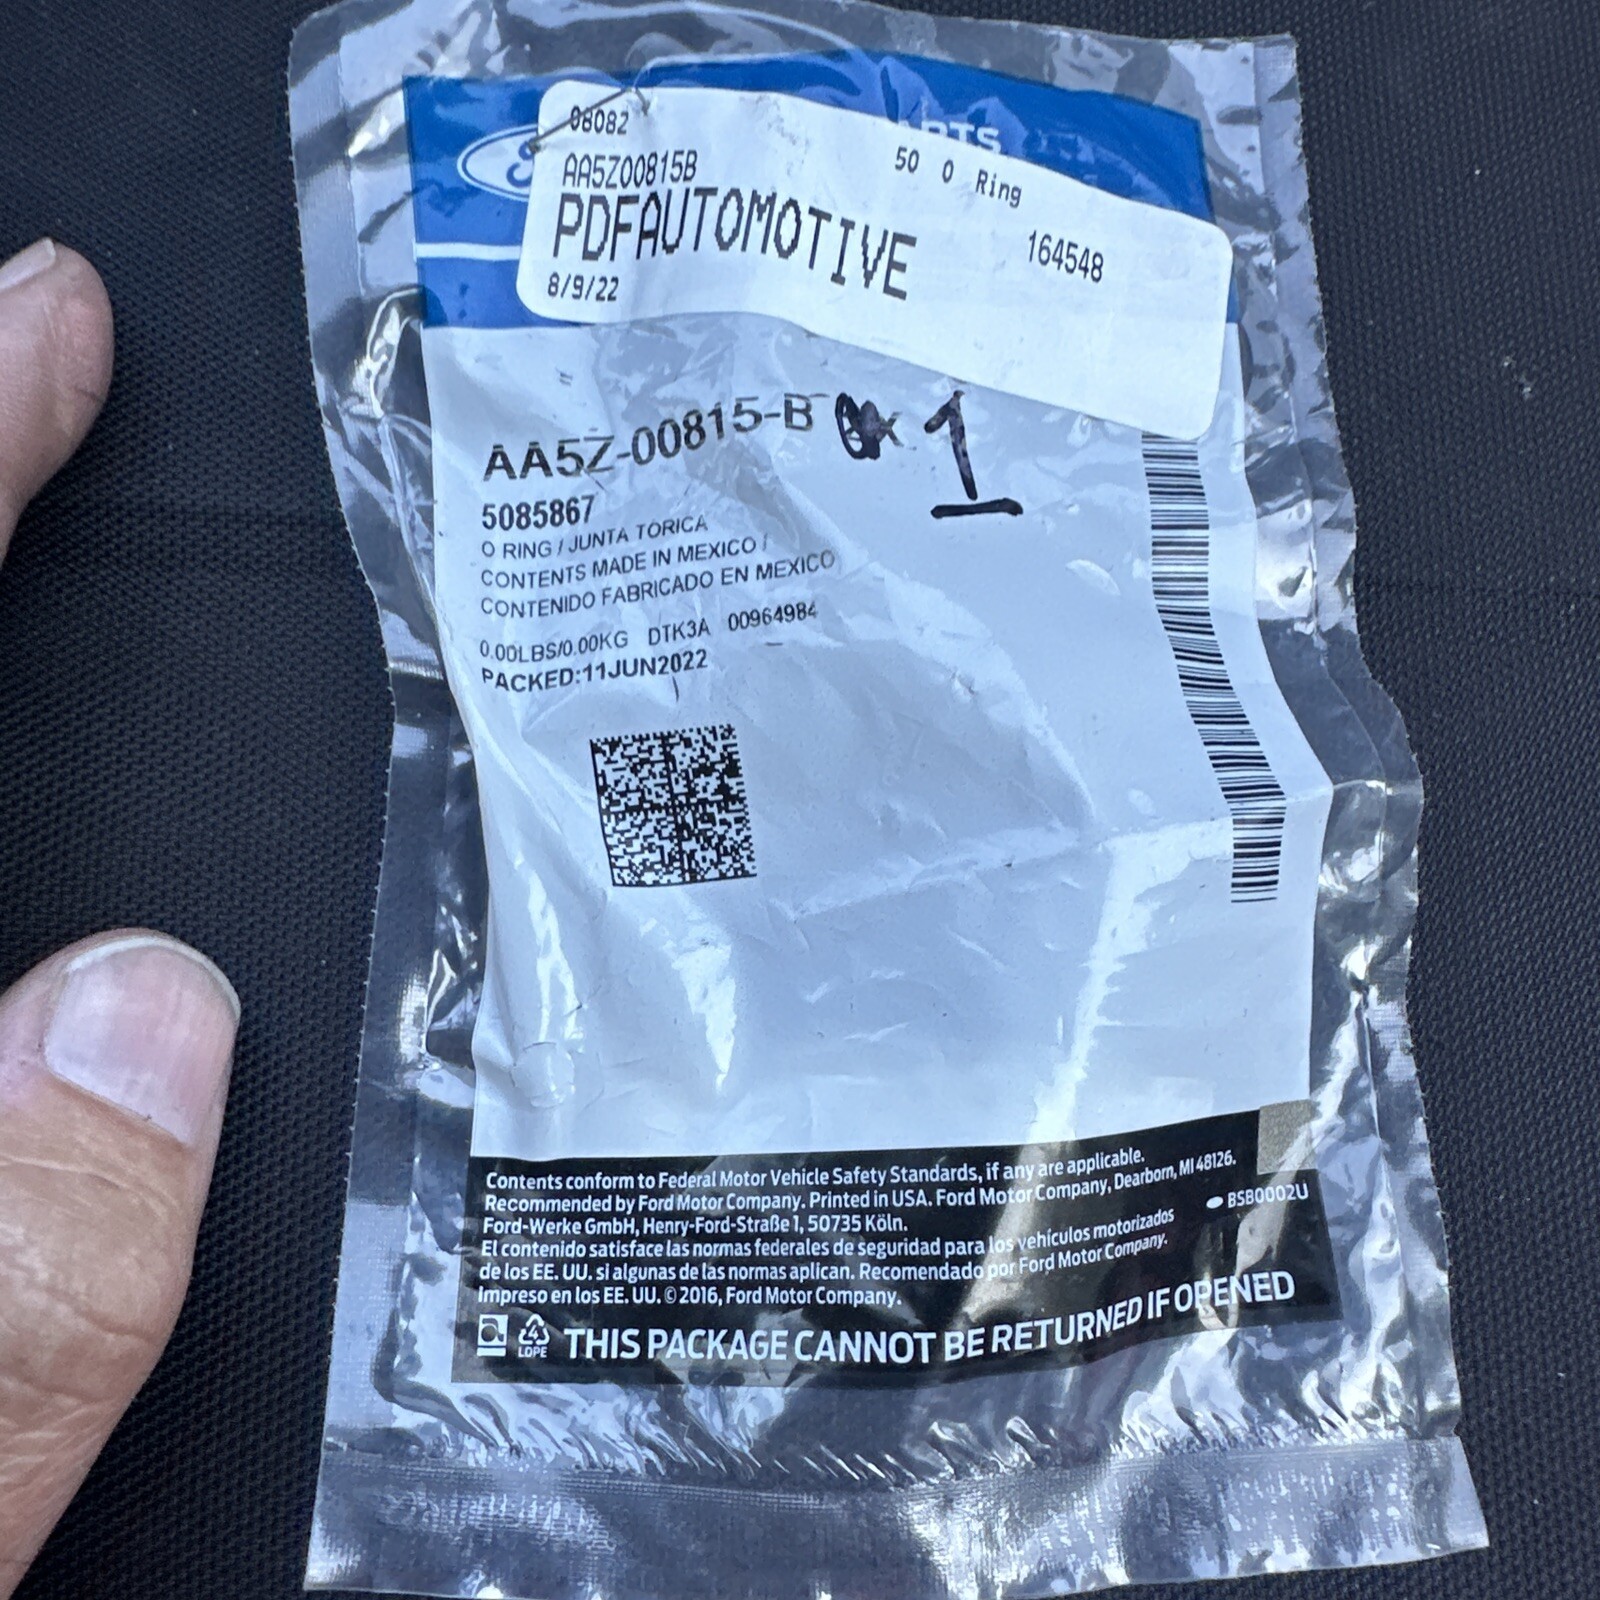 08082
AA5Z00815B
50 O Ring
PDFAUTOMOTIVE
164548
8/9/22
AA5Z-00815-B
1
5085867
O RING / JUNTA TORICA
CONTENTS MADE IN MEXICO /
CONTENIDO FABRICADO EN MEXICO
0.00LBS/0.00KG DTK3A 00964984
PACKED:11JUN2022
Contents conform to Federal Motor Vehicle Safety Standards, if any are applicable.
Recommended by Ford Motor Company. Printed in USA. Ford Motor Company, Dearborn, MI 48126.
Ford-Werke GmbH, Henry-Ford-Straße 1, 50735 Köln.
BSB0002U
El contenido satisface las normas federales de seguridad para los vehículos motorizados
de los EE. UU. si algunas de las normas aplican. Recomendado por Ford Motor Company.
Impreso en los EE. UU. © 2016, Ford Motor Company.
4
LDPE
THIS PACKAGE CANNOT BE RETURNED IF OPENED